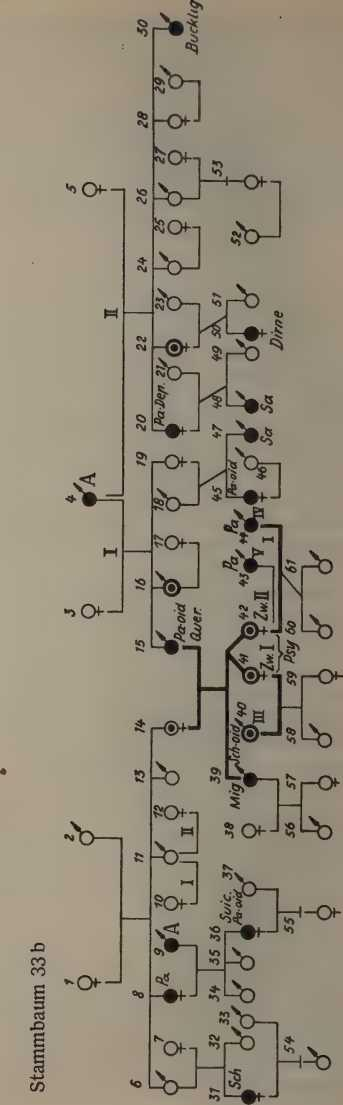 Stammbaum 33b
1 2 3 4 A 5
I II
6 7 8 Pa. 9 A 10 11 12 13 14 15 Pa-oid Quer. 16 17 18 19 20 Pa-Dep. 21 22 23 24 25 26 27 28 29 30 Bucklig
I II
31 Sch 32 33 34 35 36 Suic. Pa-oid 37 38 39 Mig 40 Sch-oid III 41 Zw.I 42 Zw.II 43 Pa V 44 Pa IV 45 Pa-oid 46 47 Sa 48 Sa 49 50 Dirne 51 53
Psy I
54 55 56 57 58 59 60 61 52